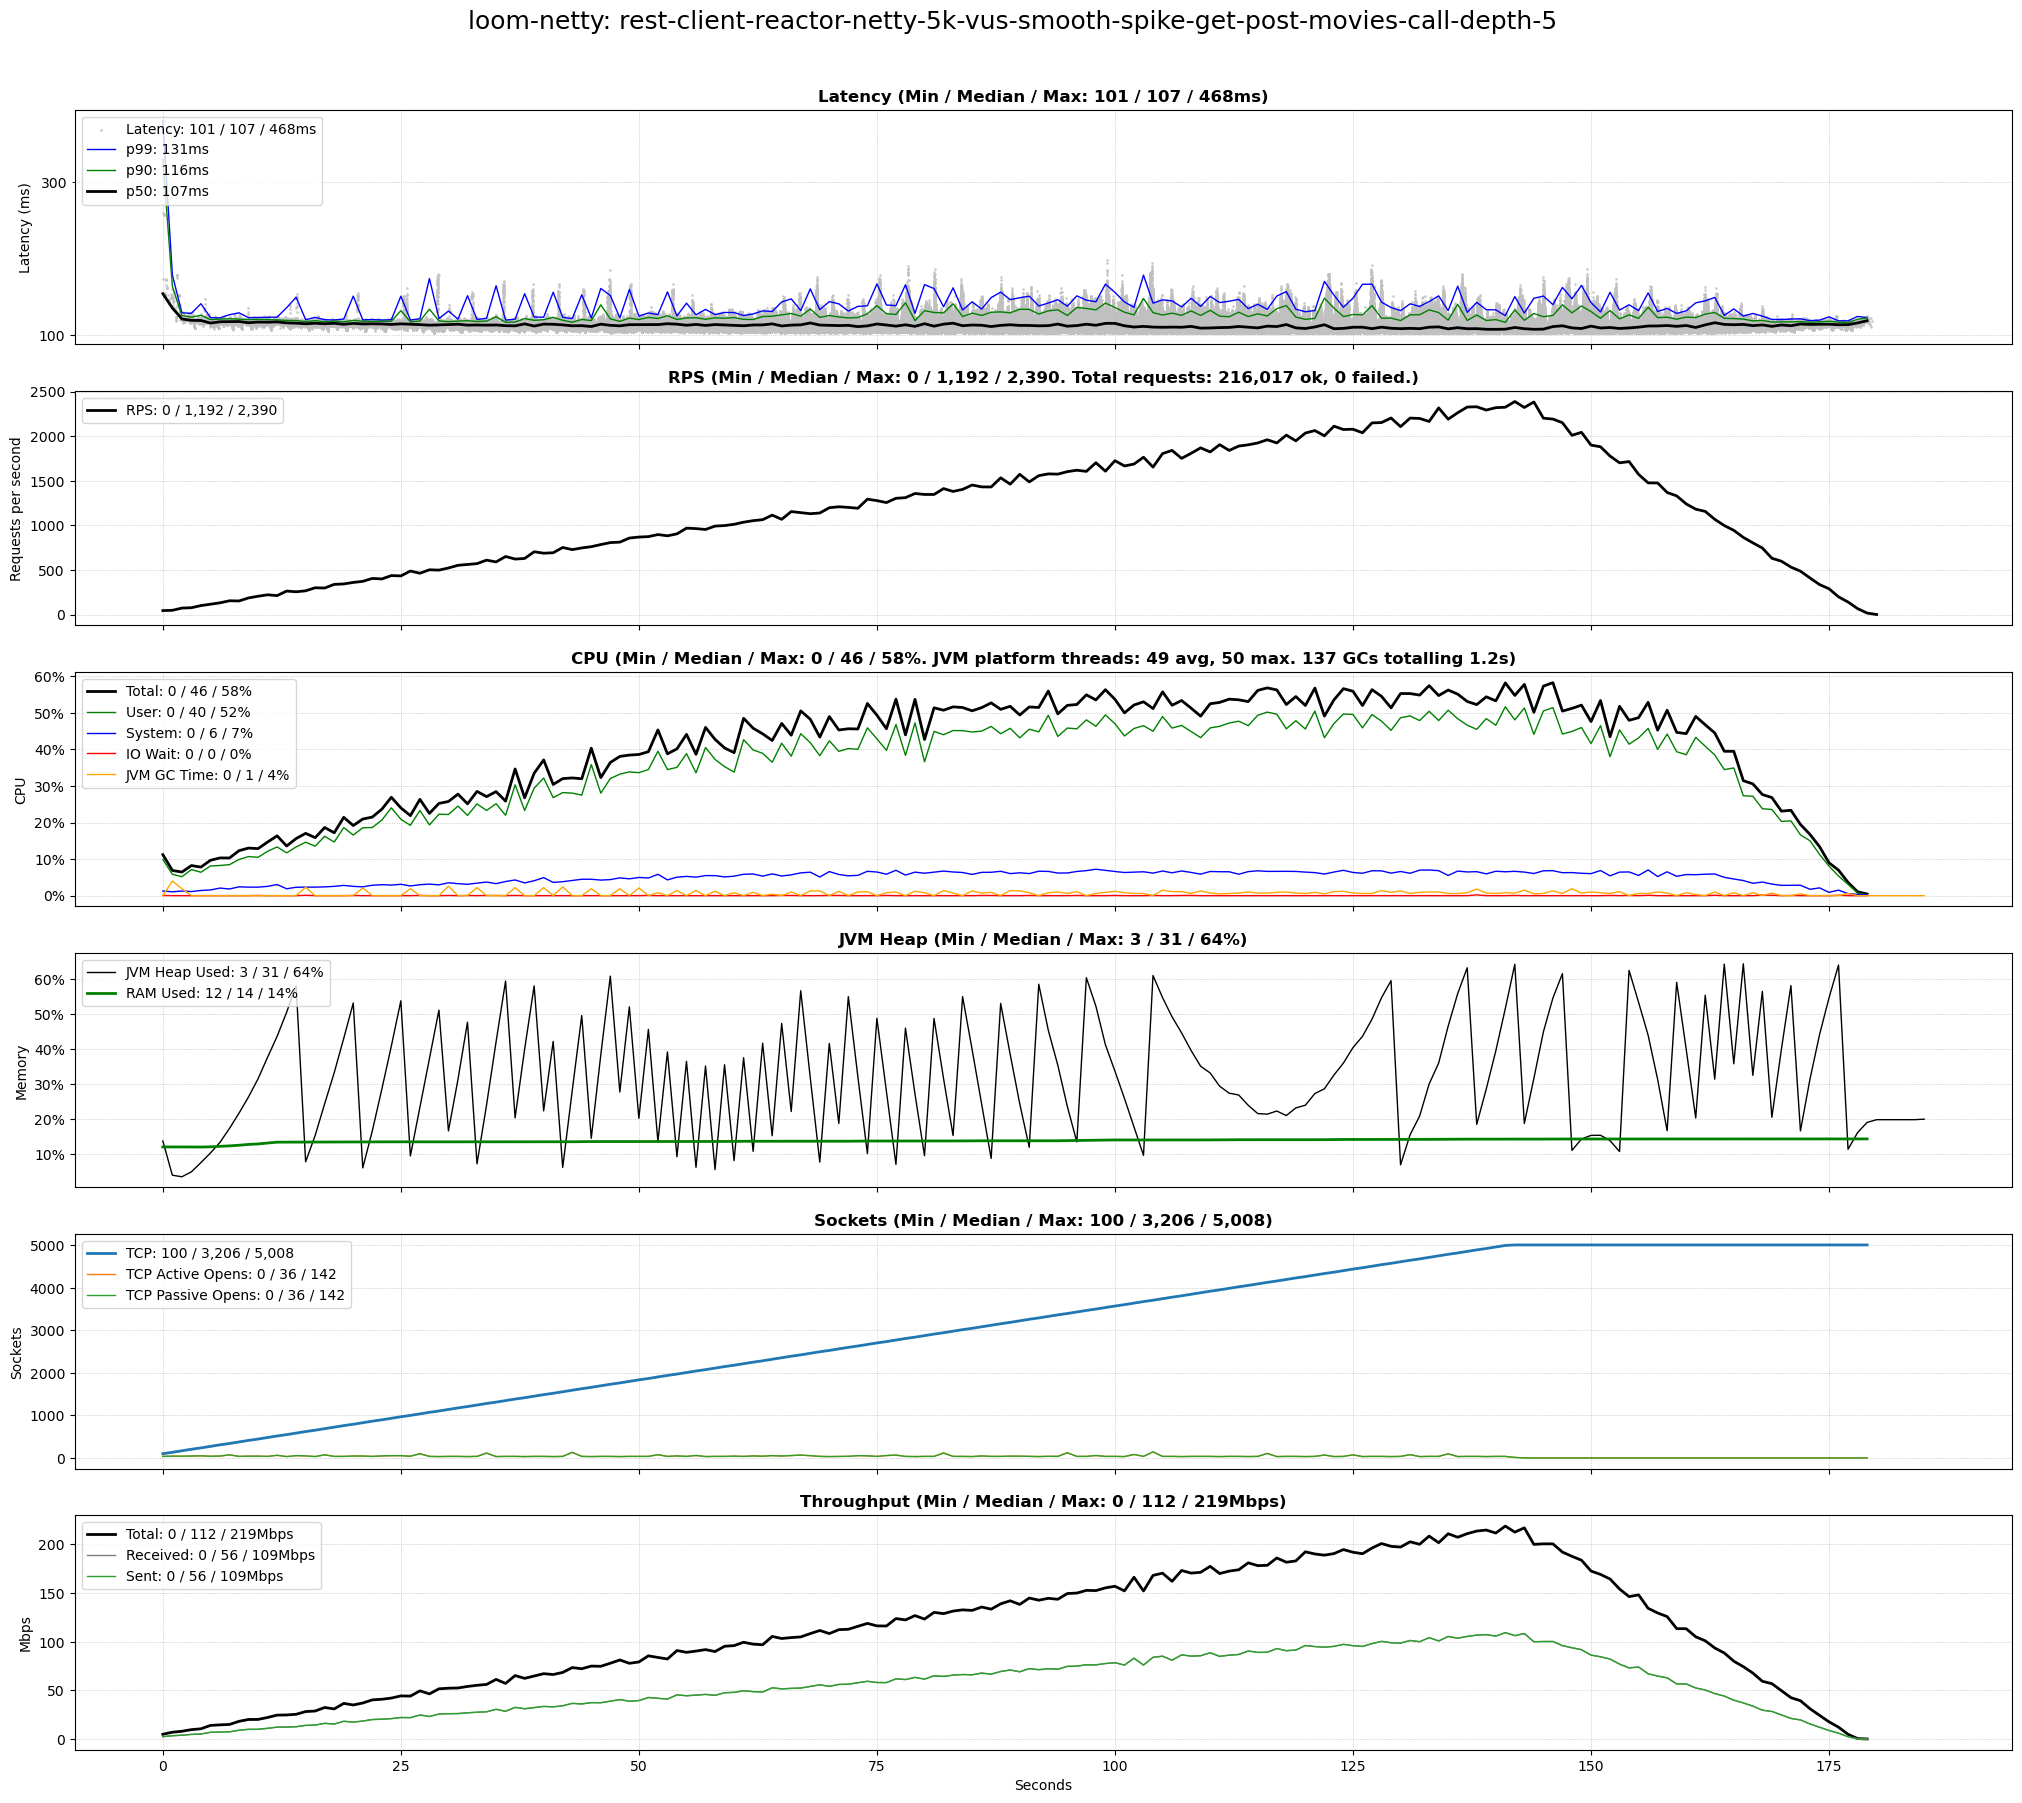 loom-netty: rest-client-reactor-netty-5k-vus-smooth-spike-get-post-movies-call-depth-5
Latency (Min / Median / Max: 101 / 107 / 468ms)
Latency: 101 / 107 / 468ms
p99: 131ms
p90: 116ms
p50: 107ms
Latency (ms)
300
100
RPS (Min / Median / Max: 0 / 1,192 / 2,390. Total requests: 216,017 ok, 0 failed.)
RPS: 0 / 1,192 / 2,390
Requests per second
2500
2000
1500
1000
500
0
CPU (Min / Median / Max: 0 / 46 / 58%. JVM platform threads: 49 avg, 50 max. 137 GCs totalling 1.2s)
Total: 0 / 46 / 58%
User: 0 / 40 / 52%
System: 0 / 6 / 7%
IO Wait: 0 / 0 / 0%
JVM GC Time: 0 / 1 / 4%
CPU
60%
50%
40%
30%
20%
10%
0%
JVM Heap (Min / Median / Max: 3 / 31 / 64%)
JVM Heap Used: 3 / 31 / 64%
RAM Used: 12 / 14 / 14%
Memory
60%
50%
40%
30%
20%
10%
Sockets (Min / Median / Max: 100 / 3,206 / 5,008)
TCP: 100 / 3,206 / 5,008
TCP Active Opens: 0 / 36 / 142
TCP Passive Opens: 0 / 36 / 142
Sockets
5000
4000
3000
2000
1000
0
Throughput (Min / Median / Max: 0 / 112 / 219Mbps)
Total: 0 / 112 / 219Mbps
Received: 0 / 56 / 109Mbps
Sent: 0 / 56 / 109Mbps
Mbps
200
150
100
50
0
0 25 50 75 100 125 150 175
Seconds